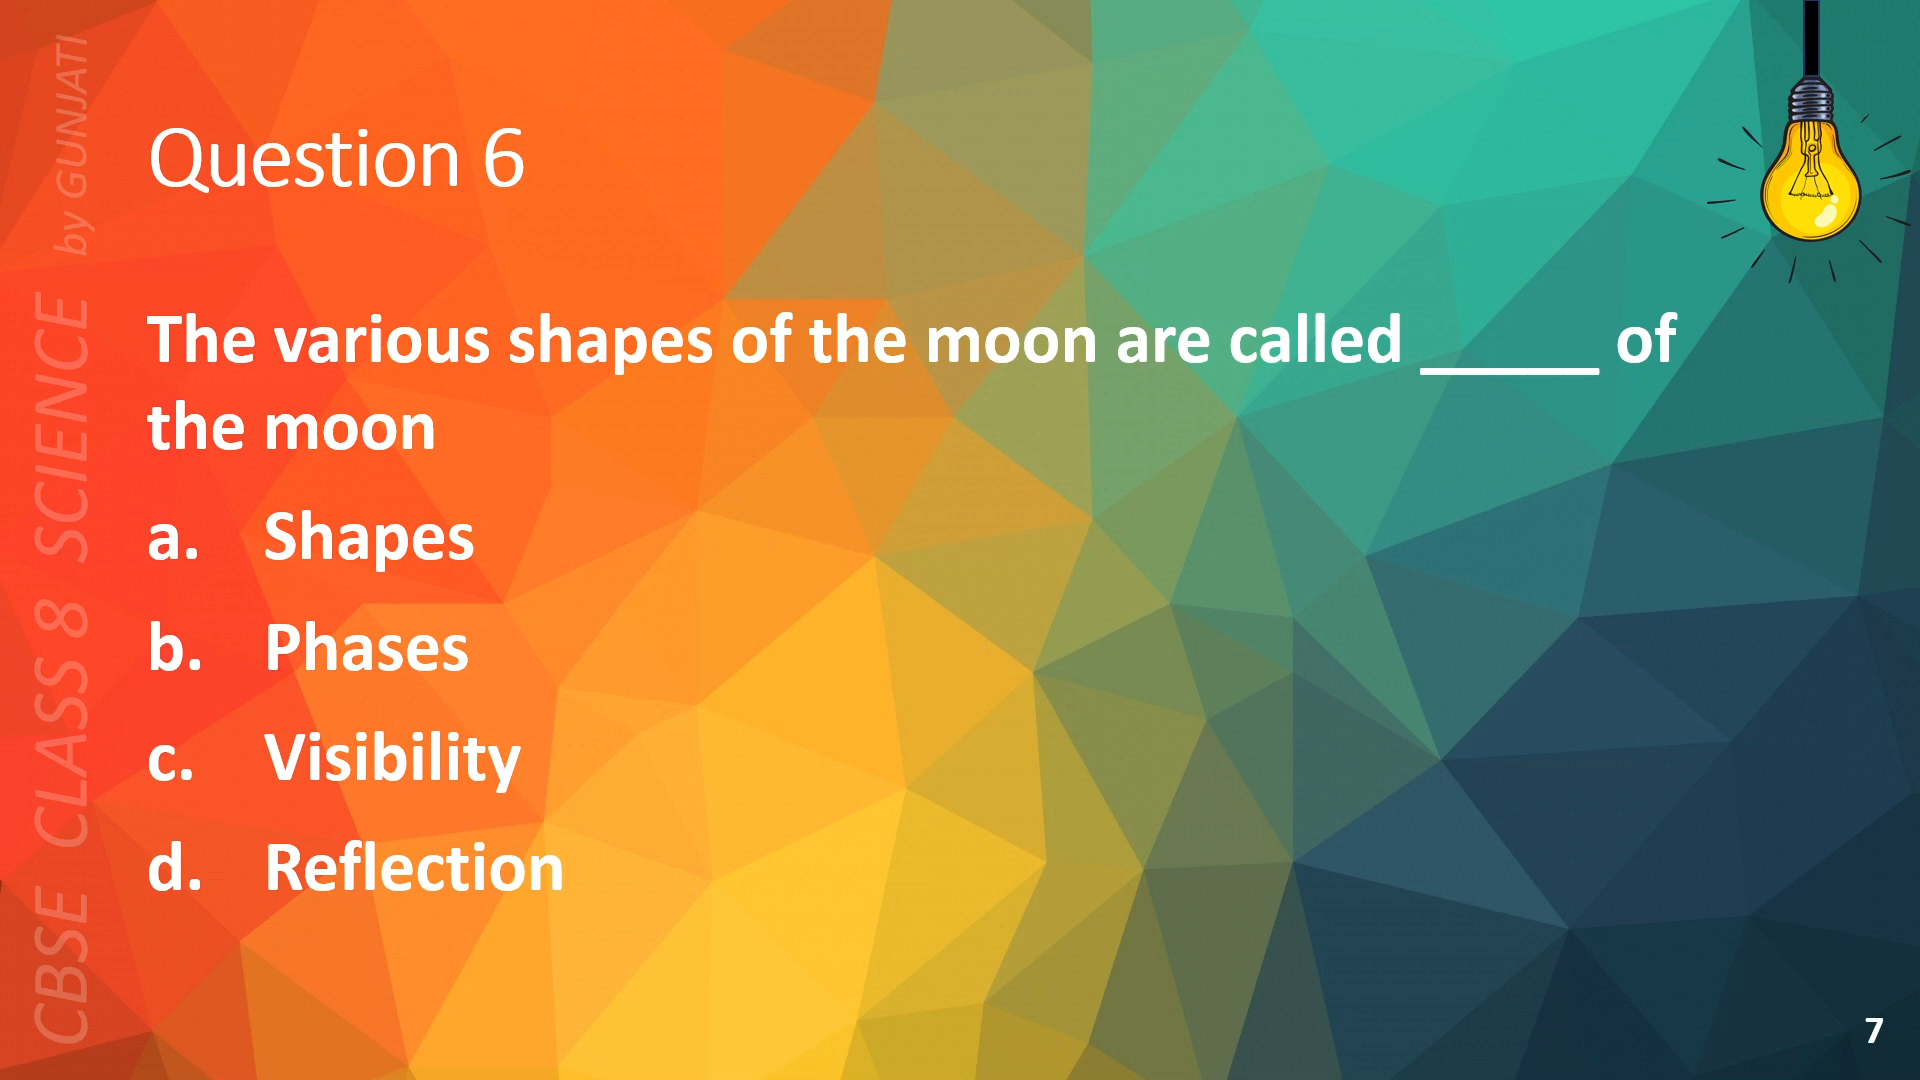 Question 6
The various shapes of the moon are called ______ of
the moon
a. Shapes
b. Phases
c. Visibility
d. Reflection
CBSE CLASS 8 SCIENCE by GUNJATI
7